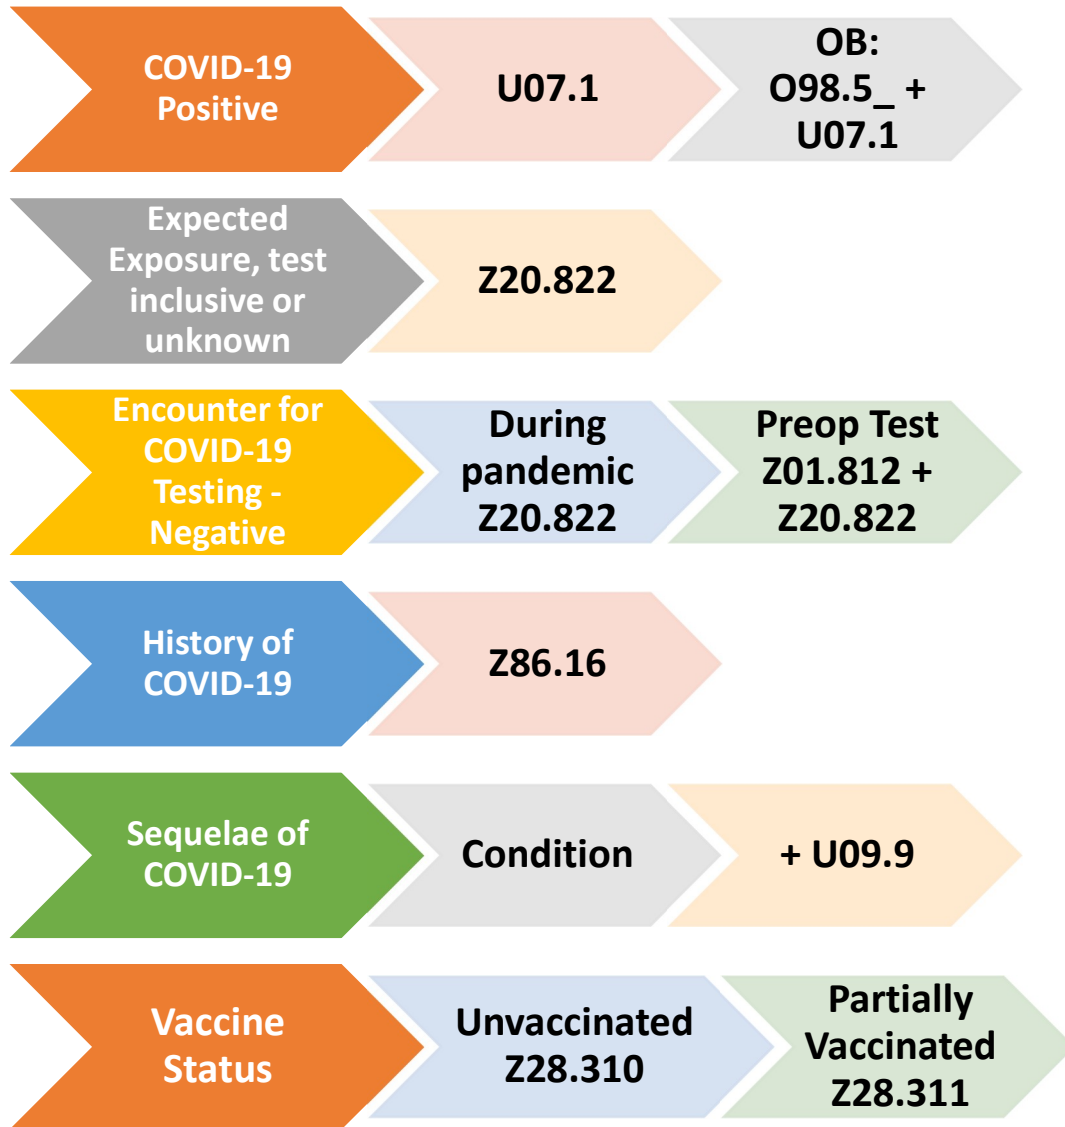 COVID-19
Positive
U07.1
OB:
O98.5_ +
U07.1
Expected
Exposure, test
inclusive or
unknown
Z20.822
Encounter for
COVID-19
Testing -
Negative
During
pandemic
Z20.822
Preop Test
Z01.812 +
Z20.822
History of
COVID-19
Z86.16
Sequelae of
COVID-19
Condition
+ U09.9
Vaccine
Status
Unvaccinated
Z28.310
Partially
Vaccinated
Z28.311